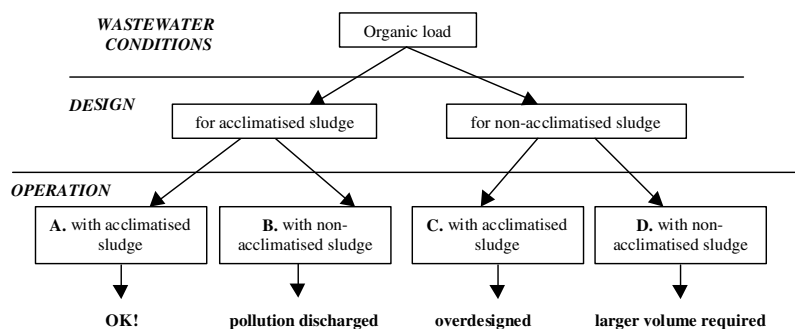 WASTEWATER
CONDITIONS
Organic load
DESIGN
for acclimatised sludge
for non-acclimatised sludge
OPERATION
A. with acclimatised
sludge
B. with non-
acclimatised sludge
C. with acclimatised
sludge
D. with non-
acclimatised sludge
OK!
pollution discharged
overdesigned
larger volume required